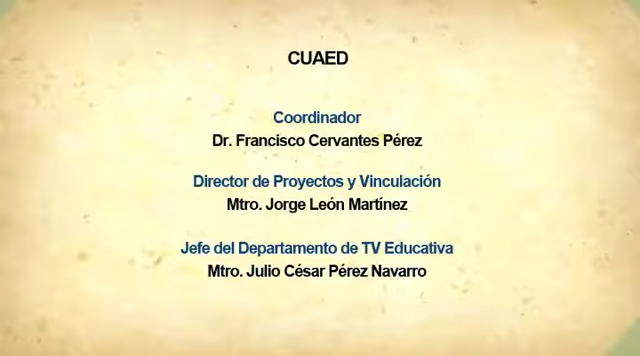 CUAED
Coordinador
Dr. Francisco Cervantes Pérez
Director de Proyectos y Vinculación
Mtro. Jorge León Martínez
Jefe del Departamento de TV Educativa
Mtro. Julio César Pérez Navarro